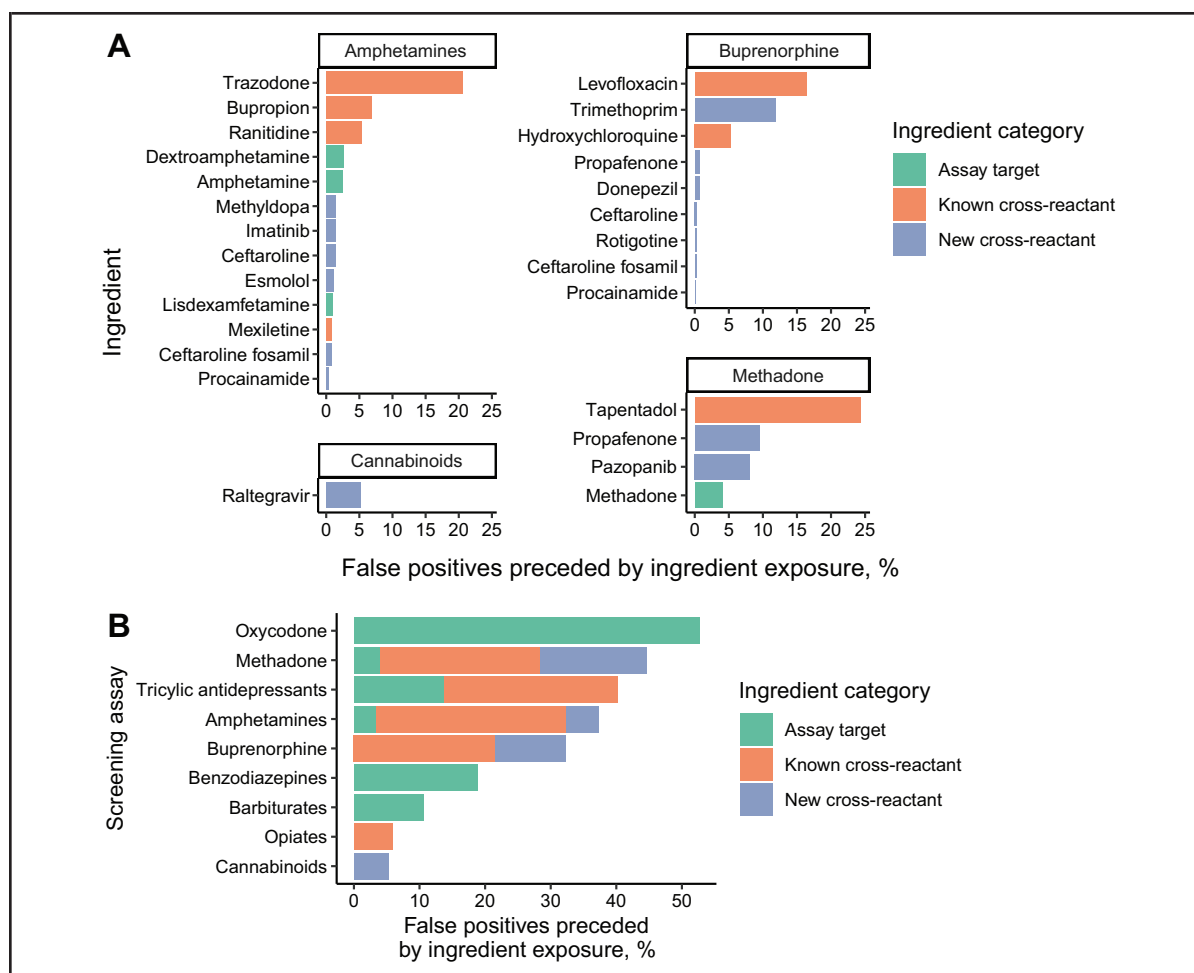 A
Amphetamines
Trazodone
Bupropion
Ranitidine
Dextroamphetamine
Amphetamine
Methyldopa
Imatinib
Ceftaroline
Esmolol
Lisdexamfetamine
Mexiletine
Ceftaroline fosamil
Procainamide
0 5 10 15 20 25
Cannabinoids
Raltegravir
0 5 10 15 20 25
Buprenorphine
Levofloxacin
Trimethoprim
Hydroxychloroquine
Propafenone
Donepezil
Ceftaroline
Rotigotine
Ceftaroline fosamil
Procainamide
0 5 10 15 20 25
Methadone
Tapentadol
Propafenone
Pazopanib
Methadone
0 5 10 15 20 25
Ingredient
False positives preceded by ingredient exposure, %
Ingredient category
Assay target
Known cross-reactant
New cross-reactant
B
Screening assay
Oxycodone
Methadone
Tricylic antidepressants
Amphetamines
Buprenorphine
Benzodiazepines
Barbiturates
Opiates
Cannabinoids
0 10 20 30 40 50
False positives preceded
by ingredient exposure, %
Ingredient category
Assay target
Known cross-reactant
New cross-reactant